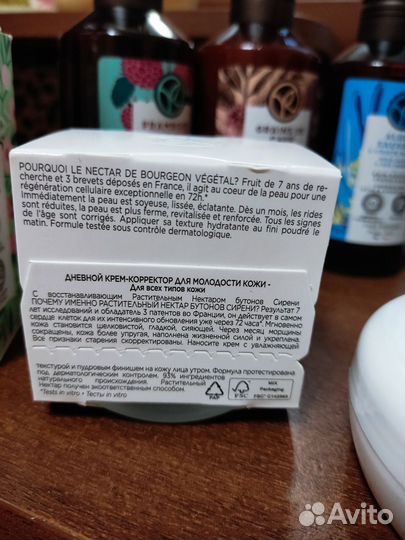 POURQUOI LE NECTAR DE BOURGEON VÉGÉTAL? Fruit de 7 ans de re-
cherche et 3 brevets déposés en France, il agit au coeur de la peau pour une
régénération cellulaire exceptionnelle en 72h.*
Immédiatement la peau est soyeuse, lissée, éclatante. Dès un mois, les rides
sont réduites, la peau est plus ferme, revitalisée et renforcée. Tous les signes
de l'âge sont corrigés. Appliquer sa texture hydratante au fini poudré le
matin. Formule testée sous contrôle dermatologique.
ДНЕВНОЙ КРЕМ-КОРРЕКТОР ДЛЯ МОЛОДОСТИ КОЖИ -
Для всех типов кожи
С восстанавливающим Растительным Нектаром бутонов Сирени
ПОЧЕМУ ИМЕННО РАСТИТЕЛЬНЫЙ НЕКТАР БУТОНОВ СИРЕНИ? Результат 7
лет исследований и обладатель 3 патентов во Франции, он действует в самом
сердце клеток для их интенсивного обновления уже через 72 часа*. Мгновенно
кожа становится шелковистой, гладкой, сияющей. Через месяц морщины
сокращены, кожа упругая, наполнена жизненной силой и укреплена.
Все признаки старения скорректированы. Нанесите крем с увлажняющей
текстурой и пудровым финишем на кожу лица утром. Формула протестирована
под дерматологическим контролем. 93% ингредиентов
натурального происхождения. Растительный
Нектар получен экоответственным способом.
*Tests in vitro • Тесты in vitro
PAP
FSC
MIX
Packaging
Avito